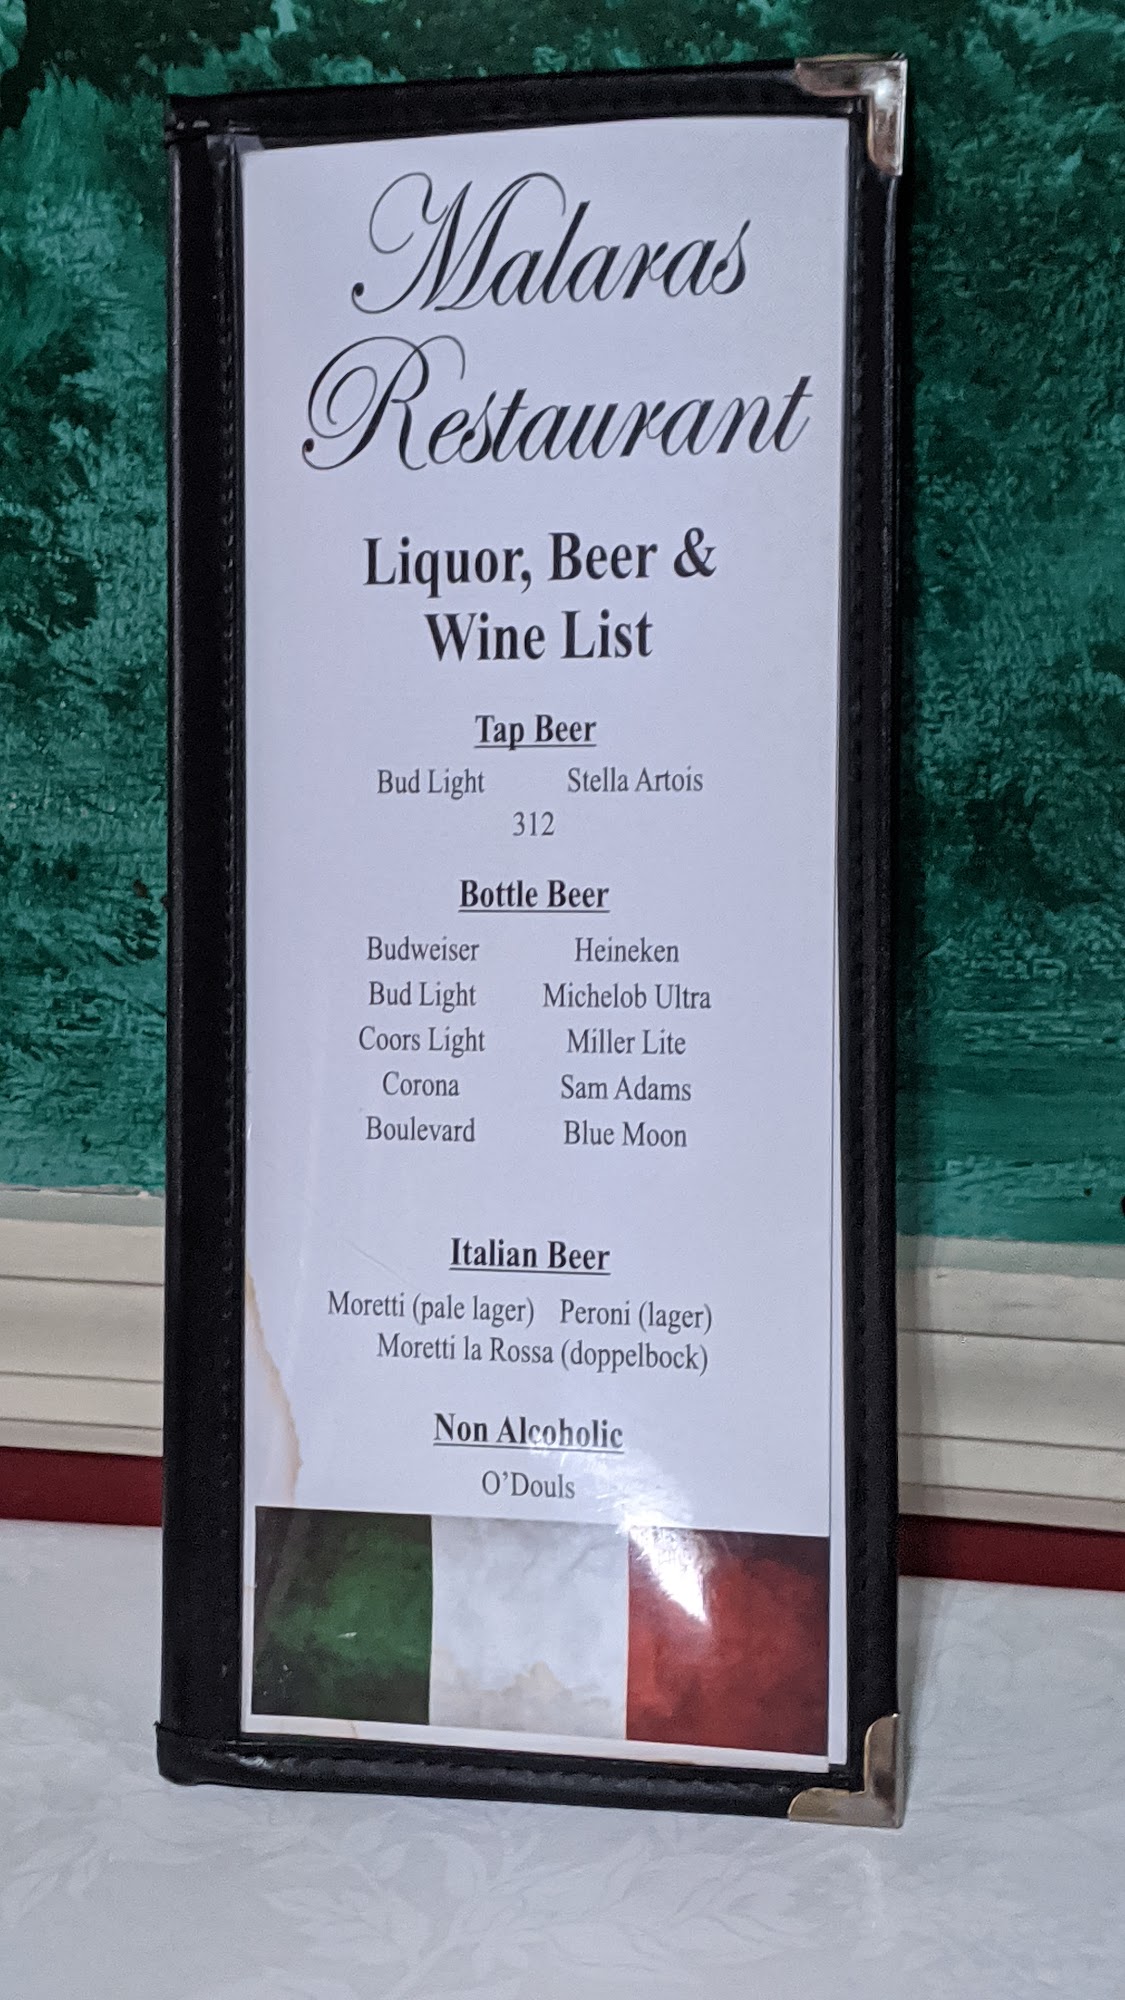 Malaras
Restaurant
Liquor, Beer &
Wine List
Tap Beer
Bud Light Stella Artois
312
Bottle Beer
Budweiser Heineken
Bud Light Michelob Ultra
Coors Light Miller Lite
Corona Sam Adams
Boulevard Blue Moon
Italian Beer
Moretti (pale lager) Peroni (lager)
Moretti la Rossa (doppelbock)
Non Alcoholic
O'Douls